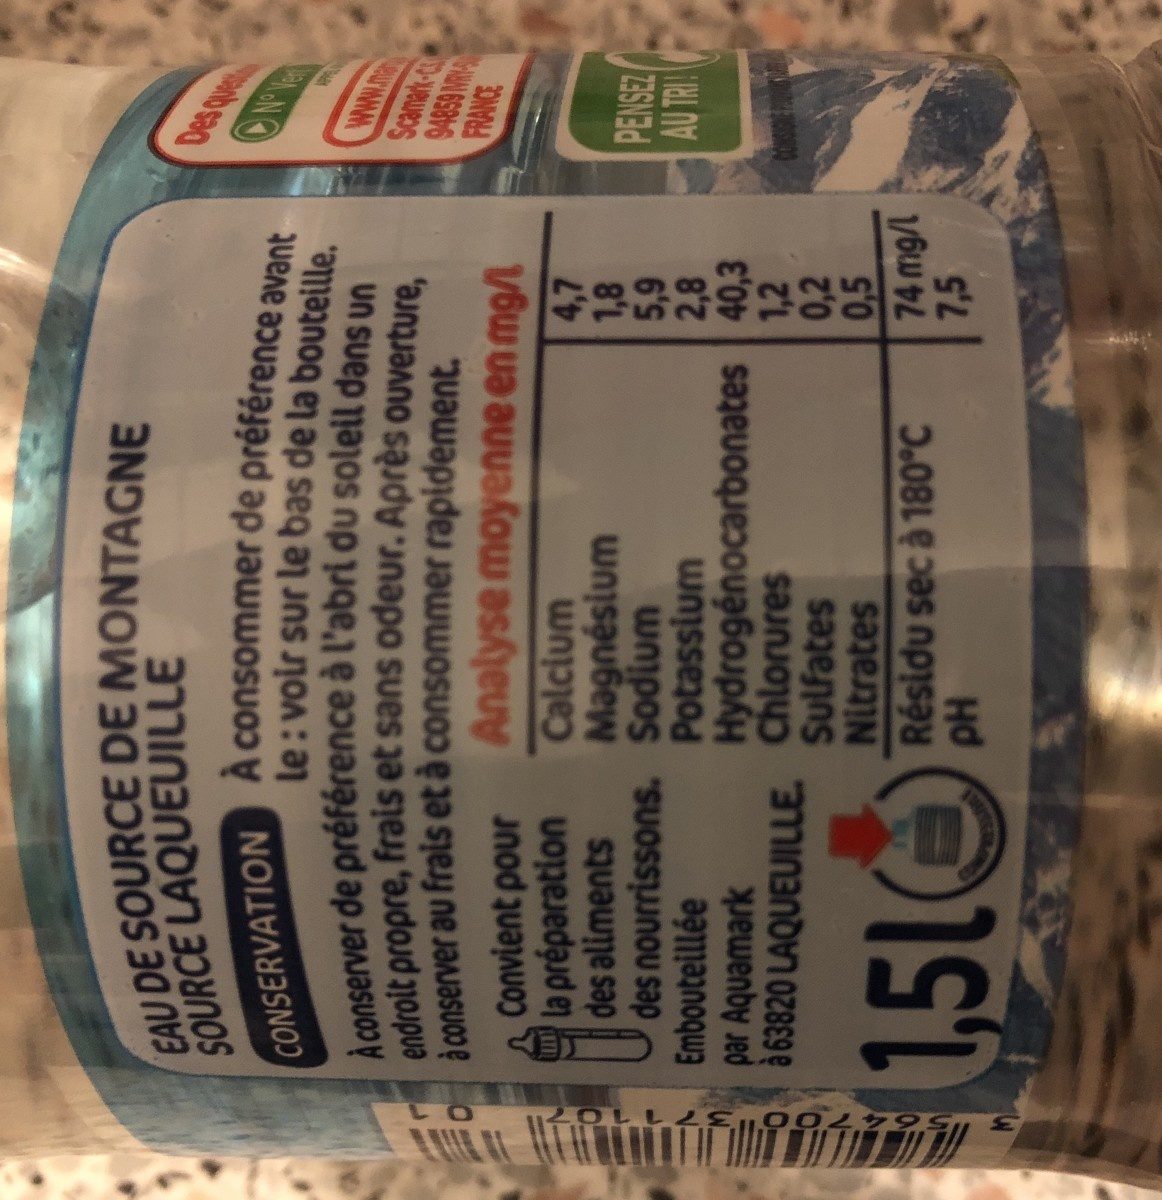 EAU DE SOURCE DE MONTAGNE
SOURCE LAQUEUILLE
CONSERVATION
À consommer de préférence avant
le : voir sur le bas de la bouteille.
À conserver de préférence à l'abri du soleil dans un
endroit propre, frais et sans odeur. Après ouverture,
à conserver au frais et à consommer rapidement.
Convient pour
la préparation
des aliments
des nourrissons.
Embouteillée
par Aquamark
à 63820 LAQUEUILLE.
1,5l
Analyse moyenne en mg/l
Calcium 4,7
Magnésium 1,8
Sodium 5,9
Potassium 2,8
Hydrogénocarbonates 40,3
Chlorures 1,2
Sulfates 0,2
Nitrates 0,5
Résidu sec à 180°C 74 mg/l
pH 7,5
Des
N° Vert
www.
Scamark
94859
FRANCE
PENSEZ
AU TRI !
3 564700 371107